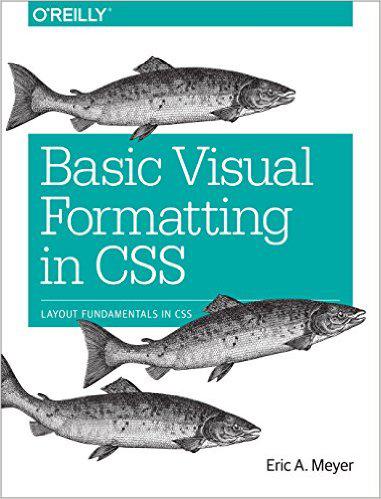 O'REILLY®
Basic Visual
Formatting
in CSS
LAYOUT FUNDAMENTALS IN CSS
Eric A. Meyer